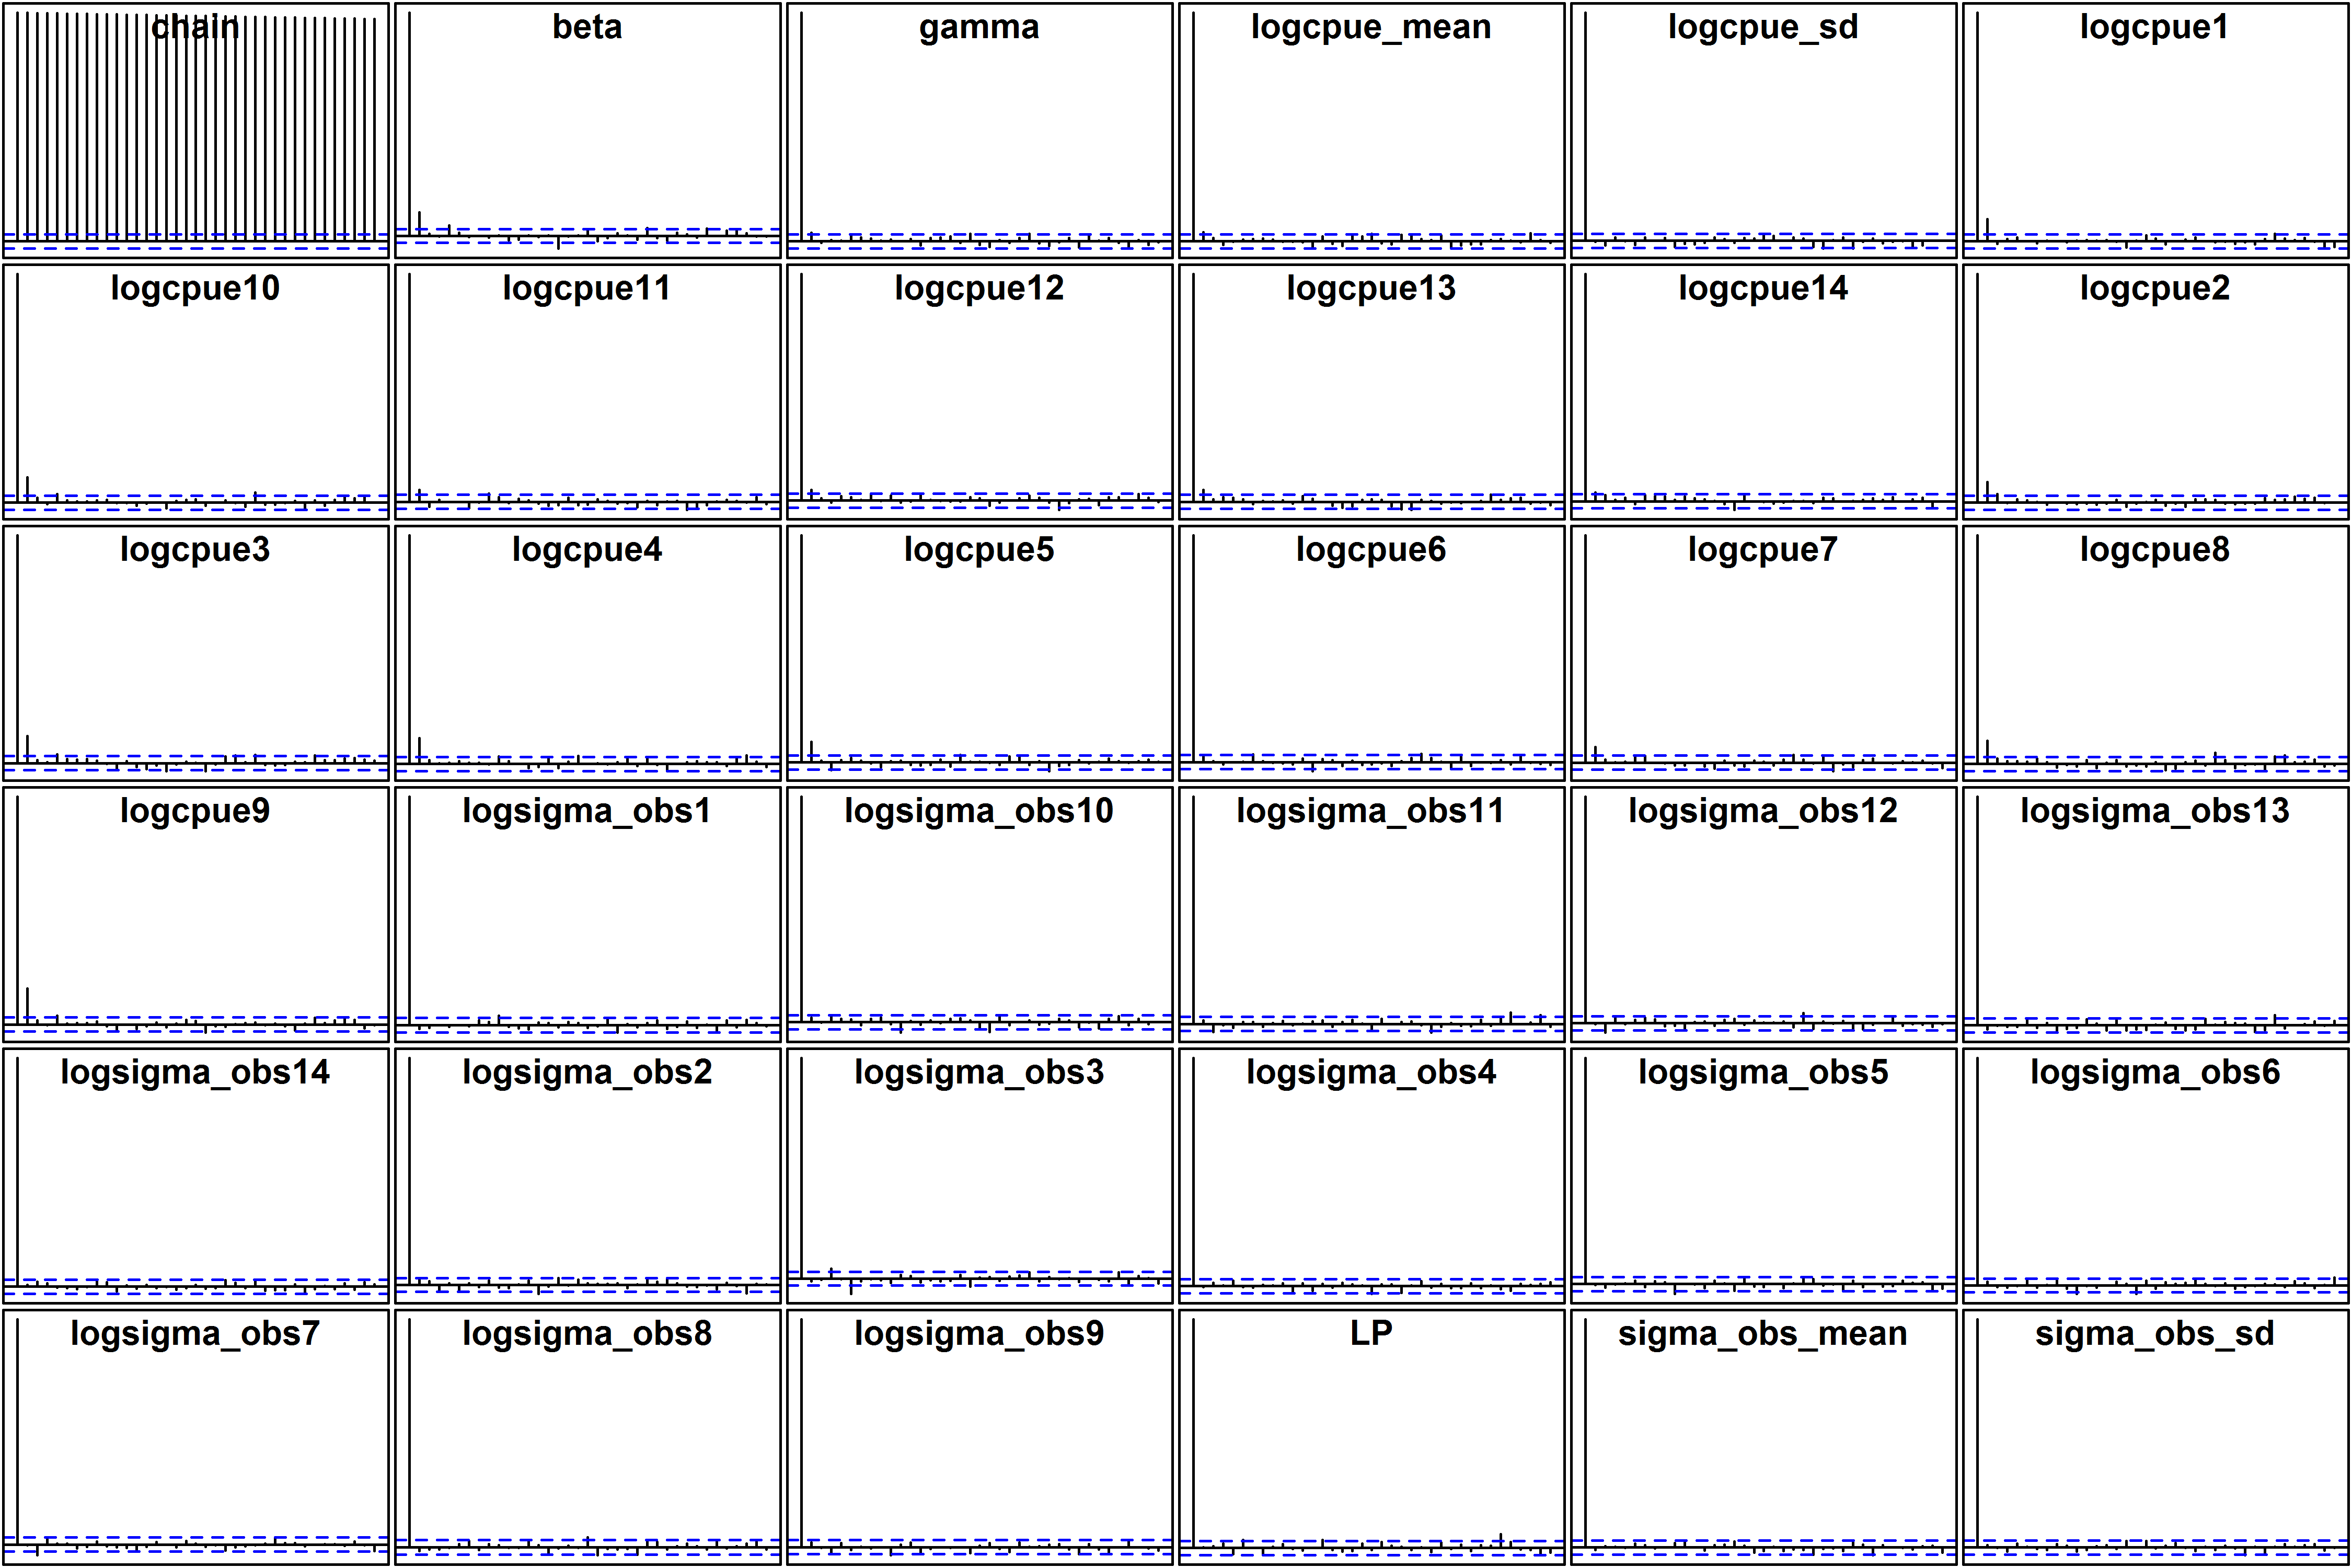 chain
beta
gamma
logcpue_mean
logcpue_sd
logcpue1
logcpue10
logcpue11
logcpue12
logcpue13
logcpue14
logcpue2
logcpue3
logcpue4
logcpue5
logcpue6
logcpue7
logcpue8
logcpue9
logsigma_obs1
logsigma_obs10
logsigma_obs11
logsigma_obs12
logsigma_obs13
logsigma_obs14
logsigma_obs2
logsigma_obs3
logsigma_obs4
logsigma_obs5
logsigma_obs6
logsigma_obs7
logsigma_obs8
logsigma_obs9
LP
sigma_obs_mean
sigma_obs_sd